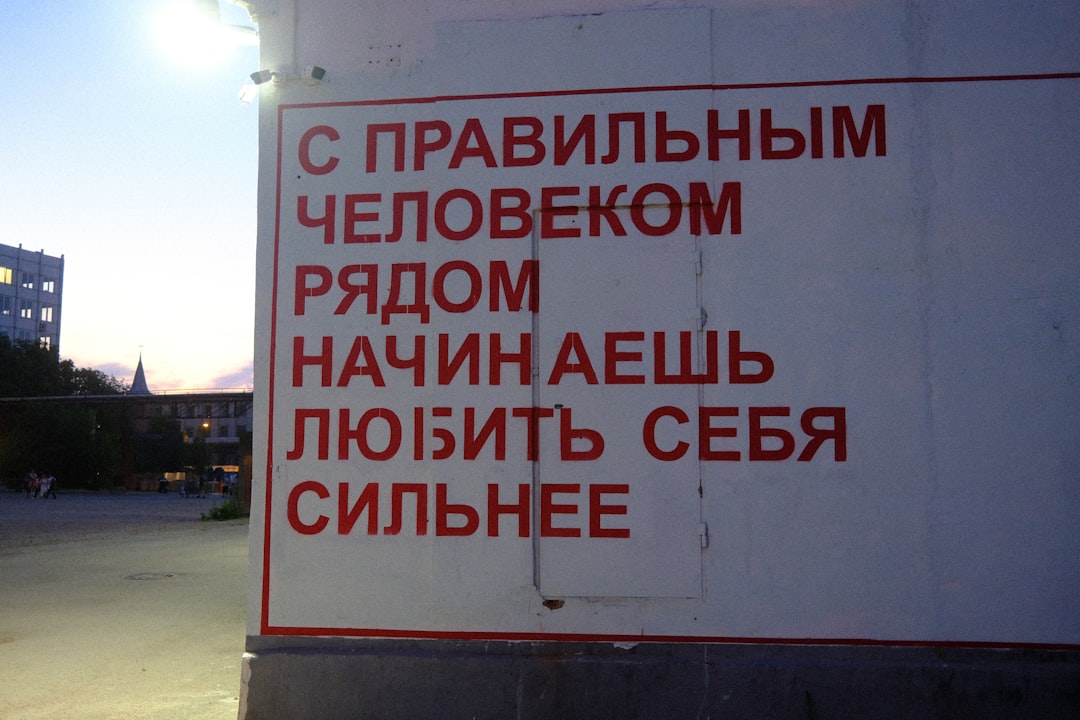 С ПРАВИЛЬНЫМ
ЧЕЛОВЕКОМ
РЯДОМ
НАЧИНАЕШЬ
ЛЮБИТЬ СЕБЯ
СИЛЬНЕЕ